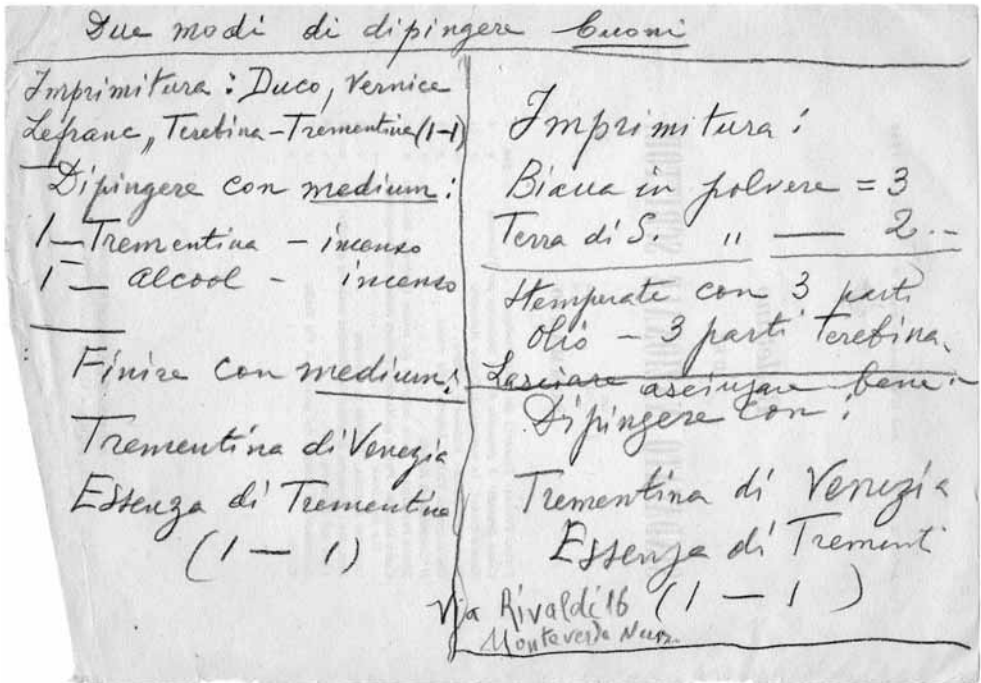 Due modi di dipingere buoni
Imprimitura : Duco, Vernice
Lefranc „ Terebina - Trementina (1-1)
Dipingere con medium :
1 — Trementina - incenso
1 — alcool - incenso
Finire con medium :
Trementina di Venezia
Essenza di Trementina
(1 — 1)
Imprimitura :
Biacca in polvere = 3
Terra di S. " — 2 --
Stemperate con 3 parti
olio - 3 parti Terebina.
Lasciare asciugare bene :
Dipingere con :
Trementina di Venezia
Essenza di Trementi
(1 — 1)
Via Rivaldi 16
Monteverde